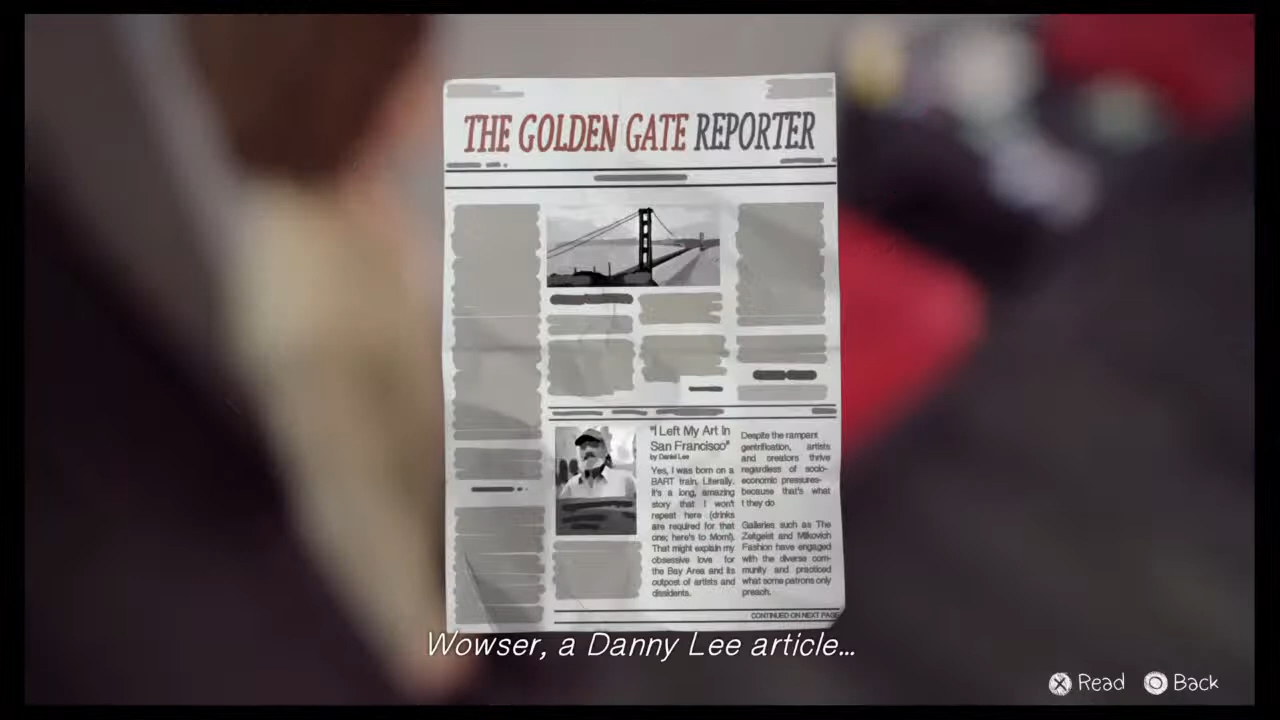 THE GOLDEN GATE REPORTER
"I Left My Art In
San Francisco"
by Daniel Lee
Yes, I was born on a
BART train. Literally.
It's a long, amazing
story that I won't
repeat here (drinks
are required for that
one; here's to Mom!).
That might explain my
obsessive love for
the Bay Area and its
outpost of artists and
dissidents.
Despite the rampant
gentrification, artists
and creators thrive
regardless of socio-
economic pressures-
because that's what
t they do
Galleries such as The
Zeitgeist and Milkovich
Fashion have engaged
with the diverse com-
munity and practiced
what some patrons only
preach.
CONTINUED ON NEXT PAGE
Wowser, a Danny Lee article...
Read
Back